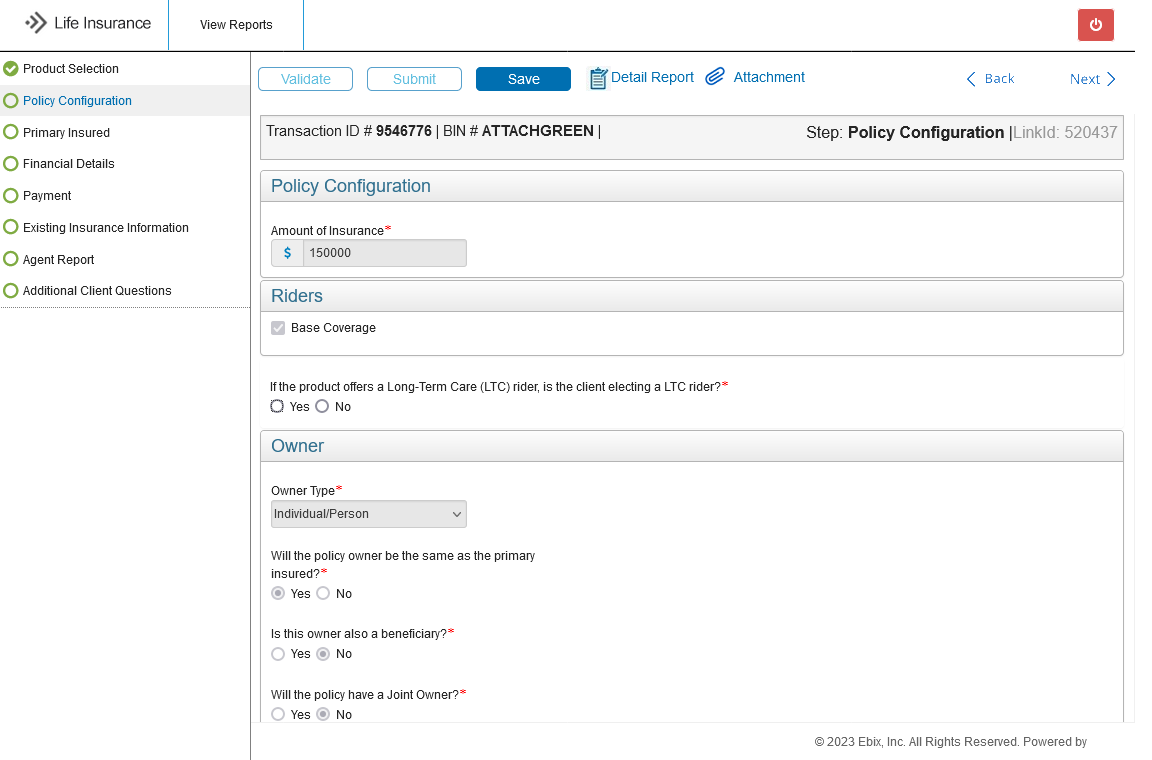 Life Insurance
View Reports
Product Selection
Policy Configuration
Primary Insured
Financial Details
Payment
Existing Insurance Information
Agent Report
Additional Client Questions
Validate
Submit
Save
Detail Report
Attachment
Back
Next
Transaction ID # 9546776 | BIN # ATTACHGREEN |
Step: Policy Configuration |LinkId: 520437
Policy Configuration
Amount of Insurance*
$ 150000
Riders
Base Coverage
If the product offers a Long-Term Care (LTC) rider, is the client electing a LTC rider?*
Yes No
Owner
Owner Type*
Individual/Person
Will the policy owner be the same as the primary
insured?*
Yes No
Is this owner also a beneficiary?*
Yes No
Will the policy have a Joint Owner?*
Yes No
© 2023 Ebix, Inc. All Rights Reserved. Powered by